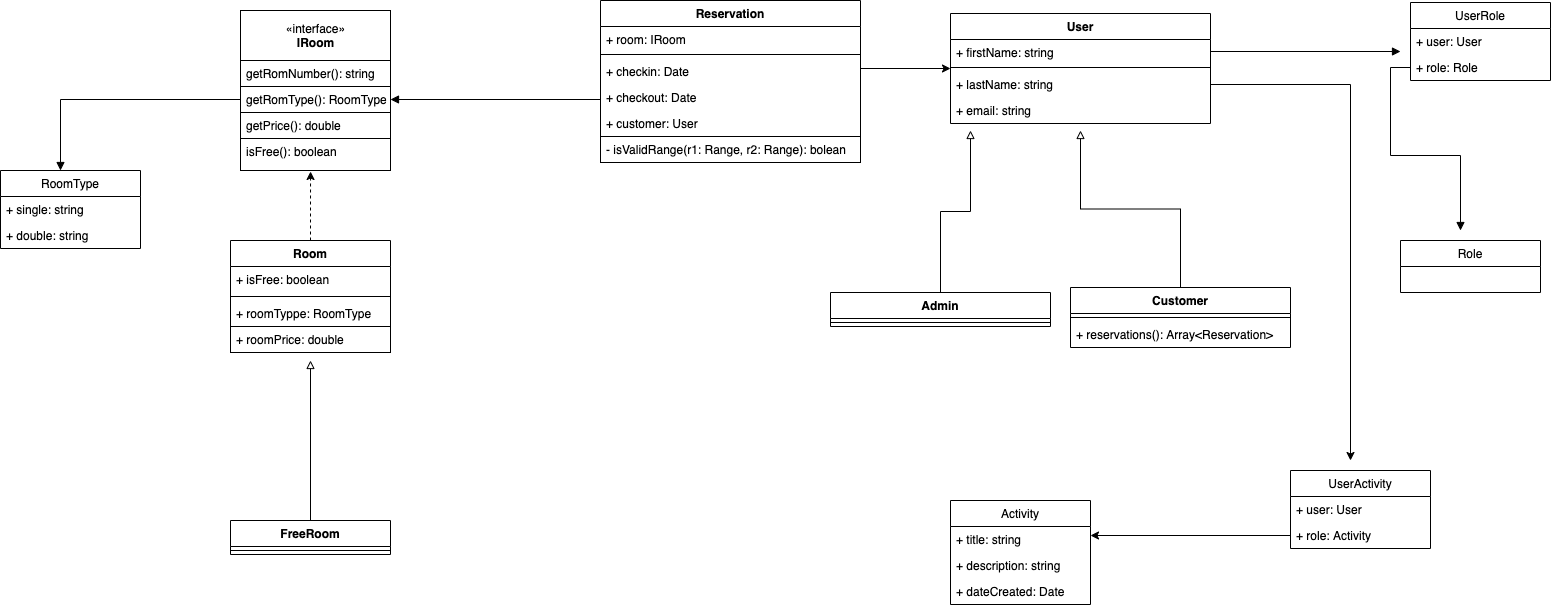 «interface»
IRoom
getRomNumber(): string
getRomType(): RoomType
getPrice(): double
isFree(): boolean
Reservation
+ room: IRoom
+ checkin: Date
+ checkout: Date
+ customer: User
- isValidRange(r1: Range, r2: Range): bolean
User
+ firstName: string
+ lastName: string
+ email: string
UserRole
+ user: User
+ role: Role
RoomType
+ single: string
+ double: string
Room
+ isFree: boolean
+ roomTyppe: RoomType
+ roomPrice: double
Admin
Customer
+ reservations(): Array<Reservation>
Role
FreeRoom
Activity
+ title: string
+ description: string
+ dateCreated: Date
UserActivity
+ user: User
+ role: Activity